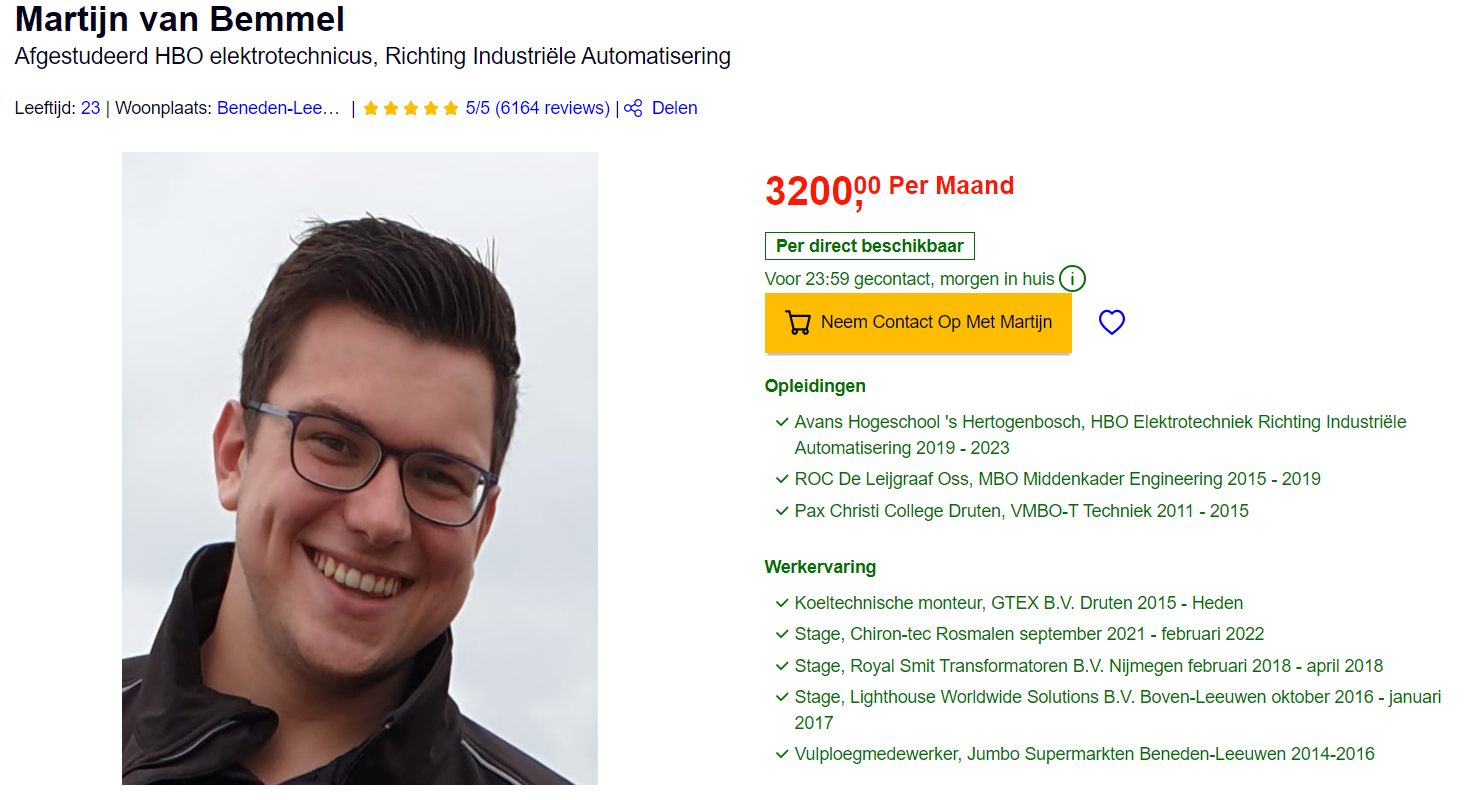 Martijn van Bemmel
Afgestudeerd HBO elektrotechnicus, Richting Industriële Automatisering
Leeftijd: 23 | Woonplaats: Beneden-Lee… | 5/5 (6164 reviews) | Delen
3200,00 Per Maand
Per direct beschikbaar
Voor 23:59 gecontact, morgen in huis i
Neem Contact Op Met Martijn
Opleidingen
Avans Hogeschool 's Hertogenbosch, HBO Elektrotechniek Richting Industriële
Automatisering 2019 - 2023
ROC De Leijgraaf Oss, MBO Middenkader Engineering 2015 - 2019
Pax Christi College Druten, VMBO-T Techniek 2011 - 2015
Werkervaring
Koeltechnische monteur, GTEX B.V. Druten 2015 - Heden
Stage, Chiron-tec Rosmalen september 2021 - februari 2022
Stage, Royal Smit Transformatoren B.V. Nijmegen februari 2018 - april 2018
Stage, Lighthouse Worldwide Solutions B.V. Boven-Leeuwen oktober 2016 - januari
2017
Vulploegmedewerker, Jumbo Supermarkten Beneden-Leeuwen 2014-2016